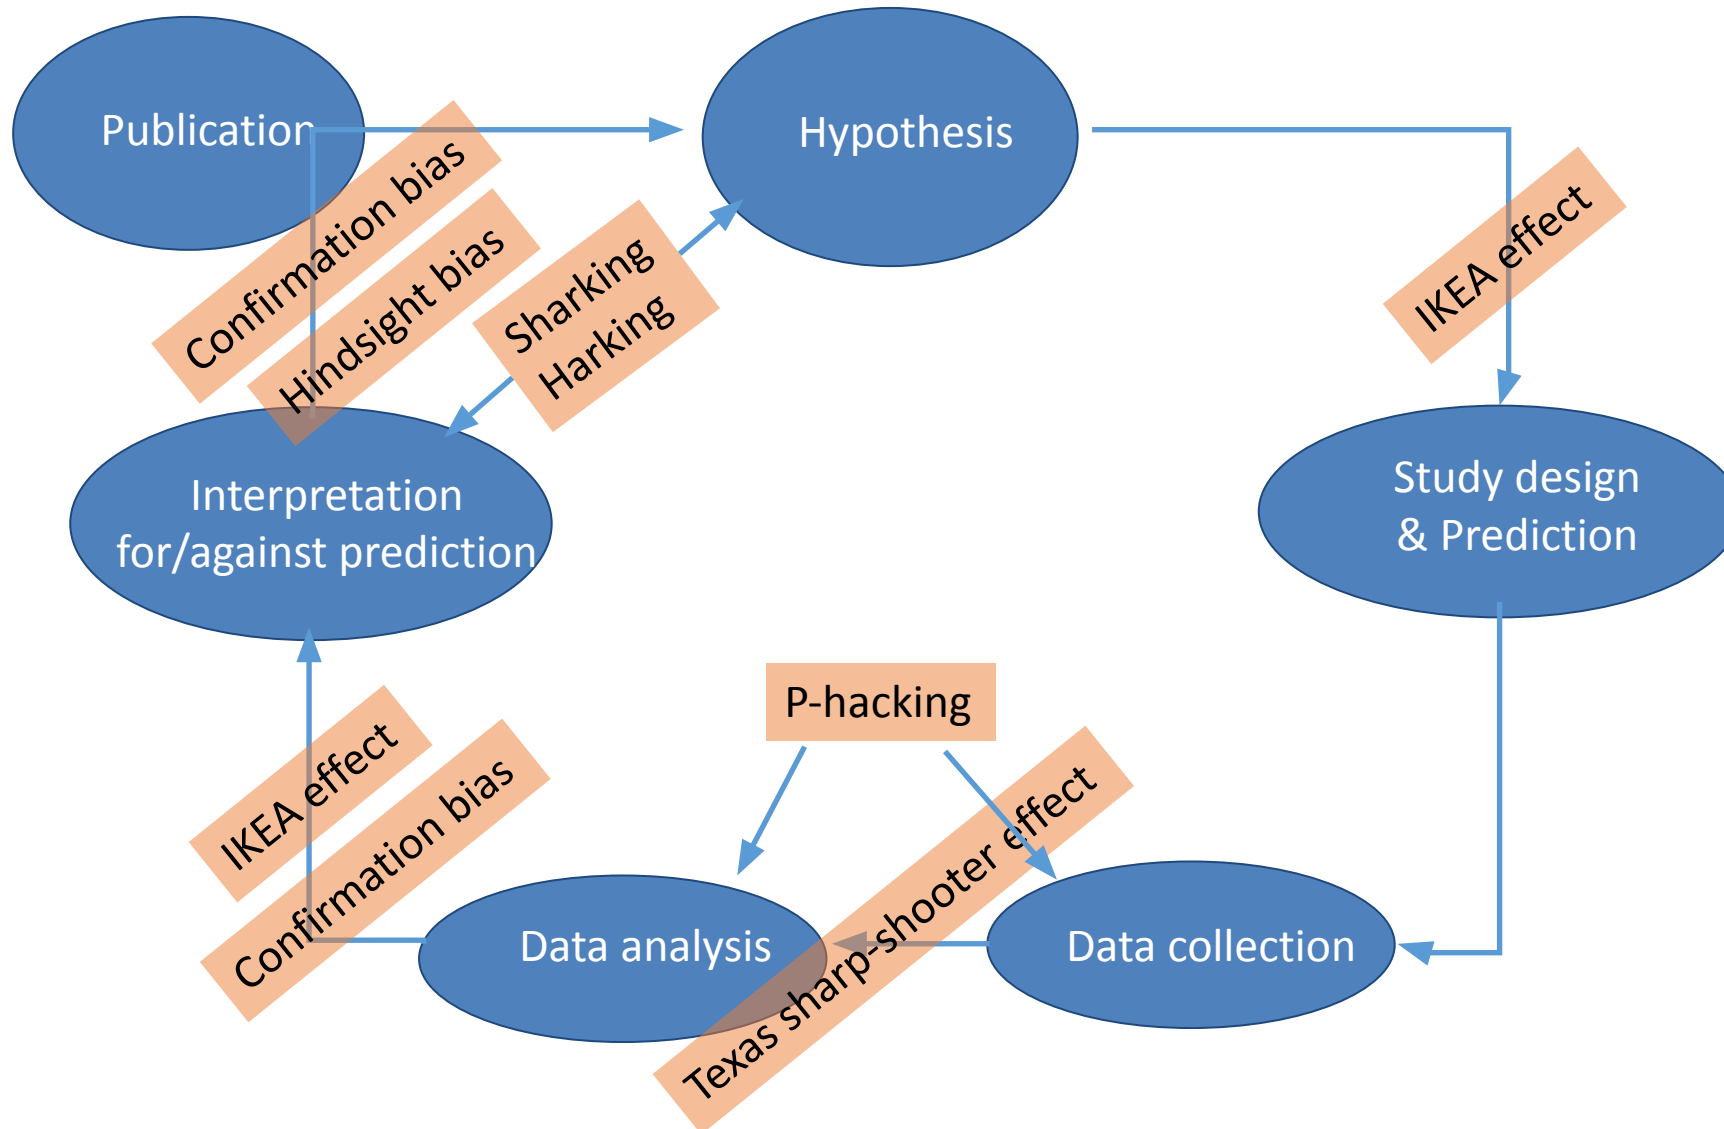 Publication
Hypothesis
Confirmation bias
Hindsight bias
Sharking
Harking
IKEA effect
Interpretation
for/against prediction
Study design
& Prediction
P-hacking
IKEA effect
Confirmation bias
Texas sharp-shooter effect
Data analysis
Data collection